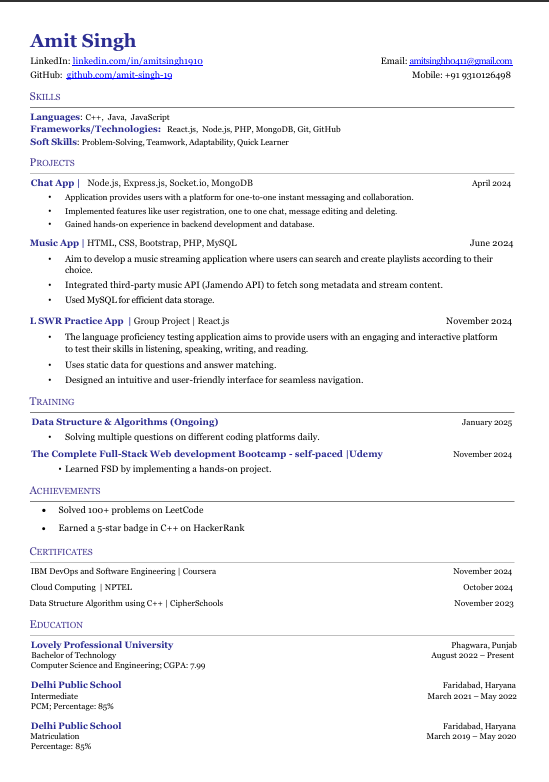 Amit Singh
LinkedIn: linkedin.com/in/amitsingh1910 Email: amitsinghh0411@gmail.com
GitHub: github.com/amit-singh-19 Mobile: +91 9310126498
SKILLS
Languages: C++, Java, JavaScript
Frameworks/Technologies: React.js, Node.js, PHP, MongoDB, Git, GitHub
Soft Skills: Problem-Solving, Teamwork, Adaptability, Quick Learner
PROJECTS
Chat App | Node.js, Express.js, Socket.io, MongoDB April 2024
• Application provides users with a platform for one-to-one instant messaging and collaboration.
• Implemented features like user registration, one to one chat, message editing and deleting.
• Gained hands-on experience in backend development and database.
Music App | HTML, CSS, Bootstrap, PHP, MySQL June 2024
• Aim to develop a music streaming application where users can search and create playlists according to their
choice.
• Integrated third-party music API (Jamendo API) to fetch song metadata and stream content.
• Used MySQL for efficient data storage.
L SWR Practice App | Group Project | React.js November 2024
• The language proficiency testing application aims to provide users with an engaging and interactive platform
to test their skills in listening, speaking, writing, and reading.
• Uses static data for questions and answer matching.
• Designed an intuitive and user-friendly interface for seamless navigation.
TRAINING
Data Structure & Algorithms (Ongoing) January 2025
• Solving multiple questions on different coding platforms daily.
The Complete Full-Stack Web development Bootcamp - self-paced |Udemy November 2024
• Learned FSD by implementing a hands-on project.
ACHIEVEMENTS
• Solved 100+ problems on LeetCode
• Earned a 5-star badge in C++ on HackerRank
CERTIFICATES
IBM DevOps and Software Engineering | Coursera November 2024
Cloud Computing | NPTEL October 2024
Data Structure Algorithm using C++ | CipherSchools November 2023
EDUCATION
Lovely Professional University Phagwara, Punjab
Bachelor of Technology August 2022 – Present
Computer Science and Engineering; CGPA: 7.99
Delhi Public School Faridabad, Haryana
Intermediate March 2021 – May 2022
PCM; Percentage: 85%
Delhi Public School Faridabad, Haryana
Matriculation March 2019 – May 2020
Percentage: 85%